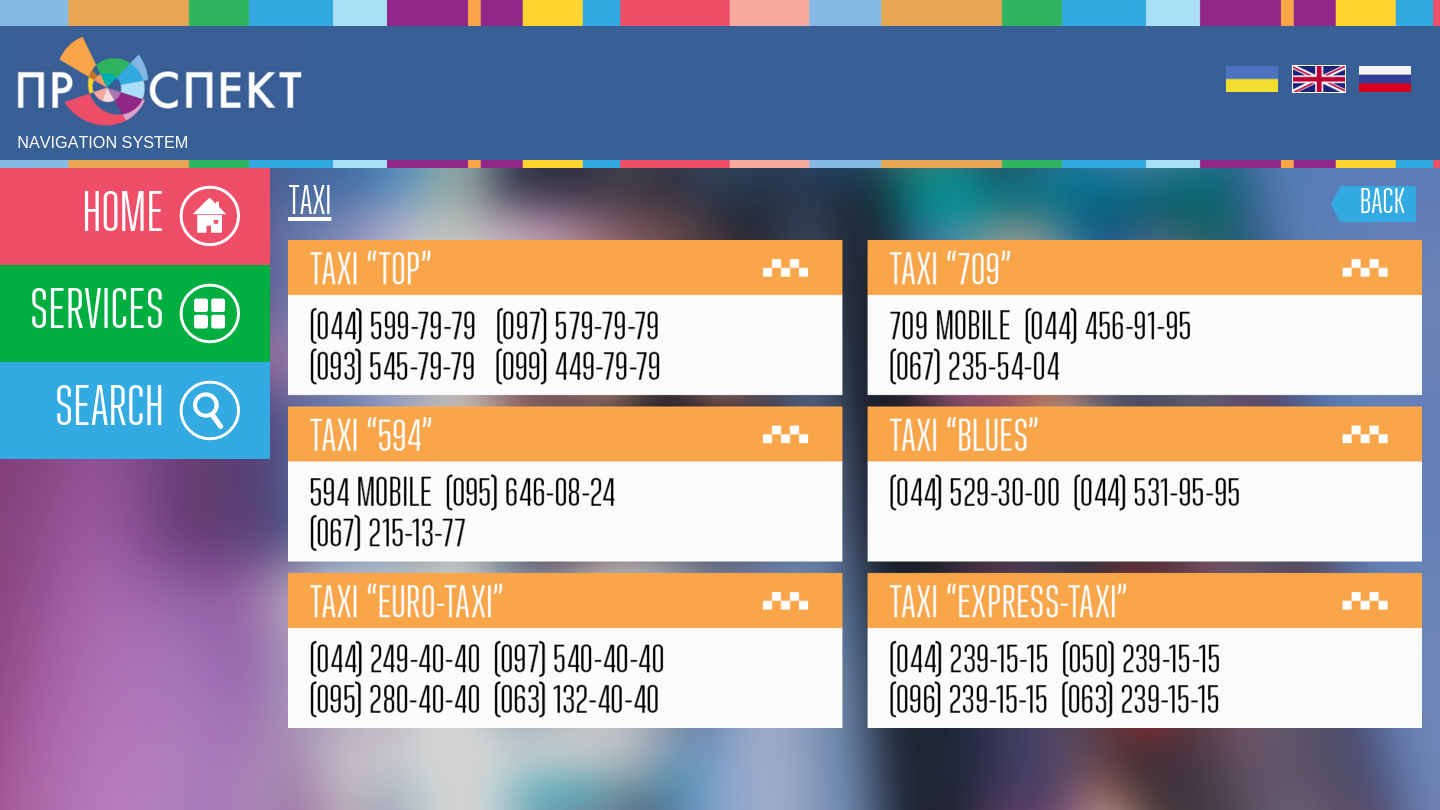 ПРОСПЕКТ
NAVIGATION SYSTEM
HOME
SERVICES
SEARCH
TAXI
BACK
TAXI “TOP”
(044) 599-79-79 (097) 579-79-79
(093) 545-79-79 (099) 449-79-79
TAXI “709”
709 MOBILE (044) 456-91-95
(067) 235-54-04
TAXI “594”
594 MOBILE (095) 646-08-24
(067) 215-13-77
TAXI “BLUES”
(044) 529-30-00 (044) 531-95-95
TAXI “EURO-TAXI”
(044) 249-40-40 (097) 540-40-40
(095) 280-40-40 (063) 132-40-40
TAXI “EXPRESS-TAXI”
(044) 239-15-15 (050) 239-15-15
(096) 239-15-15 (063) 239-15-15